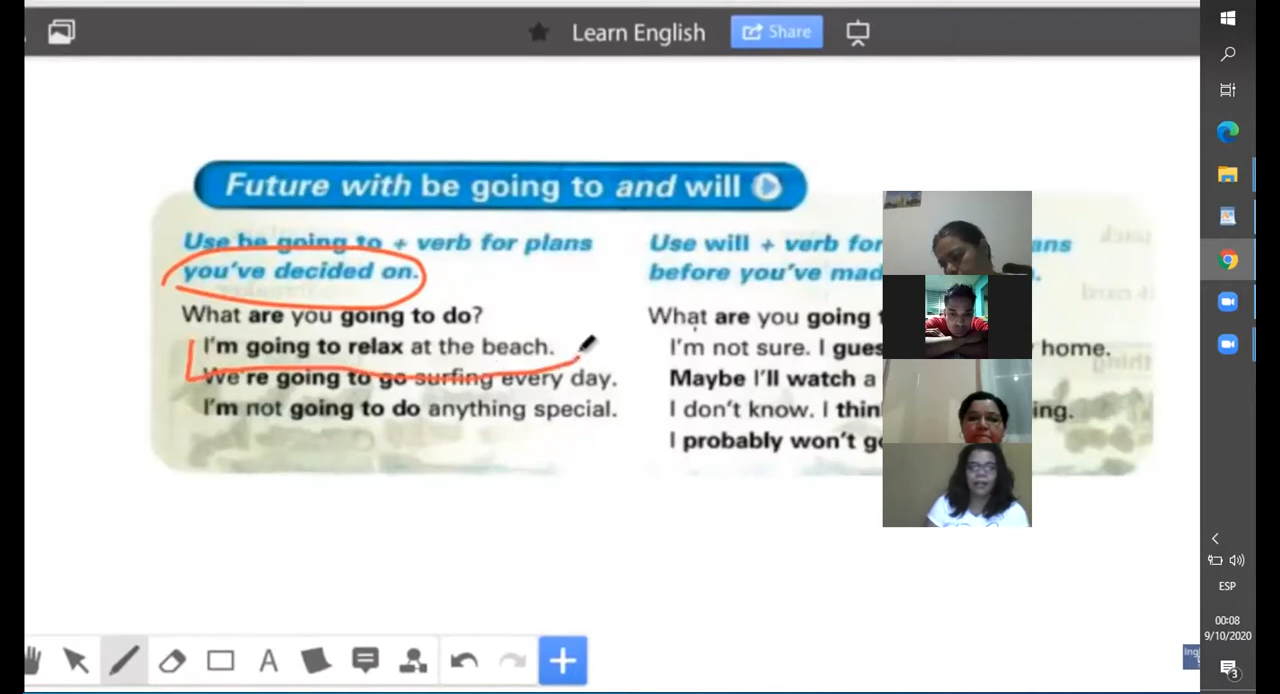 Learn English
Share
Future with be going to and will
Use be going to + verb for plans
you've decided on.
What are you going to do?
I'm going to relax at the beach.
We're going to go surfing every day.
I'm not going to do anything special.
Use will + verb for
before you've mad
What are you going
I'm not sure. I gues home.
Maybe I'll watch a
I don't know. I thin ing.
I probably won't go
A
ESP
00:08
9/10/2020
3